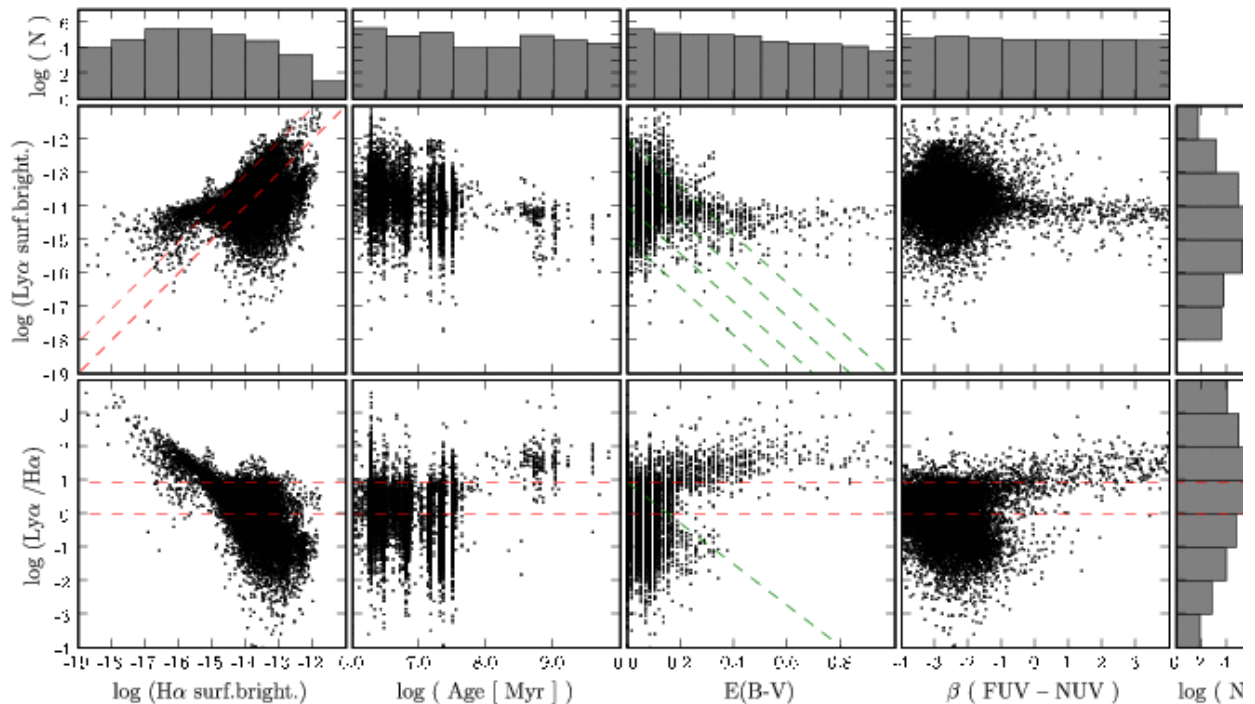 log ( N )
6
4
2
0
log (Lyα surf.bright.)
-12
-13
-14
-15
-16
-17
-18
-19
log (Lyα /Hα)
1
0
-1
-2
-3
-19 -18 -17 -16 -15 -14 -13 -12
7.0 8.0 9.0
0.0 0.2 0.4 0.6 0.8
-3 -2 -1 0 1 2 3
log (Hα surf.bright.)
log ( Age [ Myr ] )
E(B-V)
β ( FUV – NUV )
log ( N